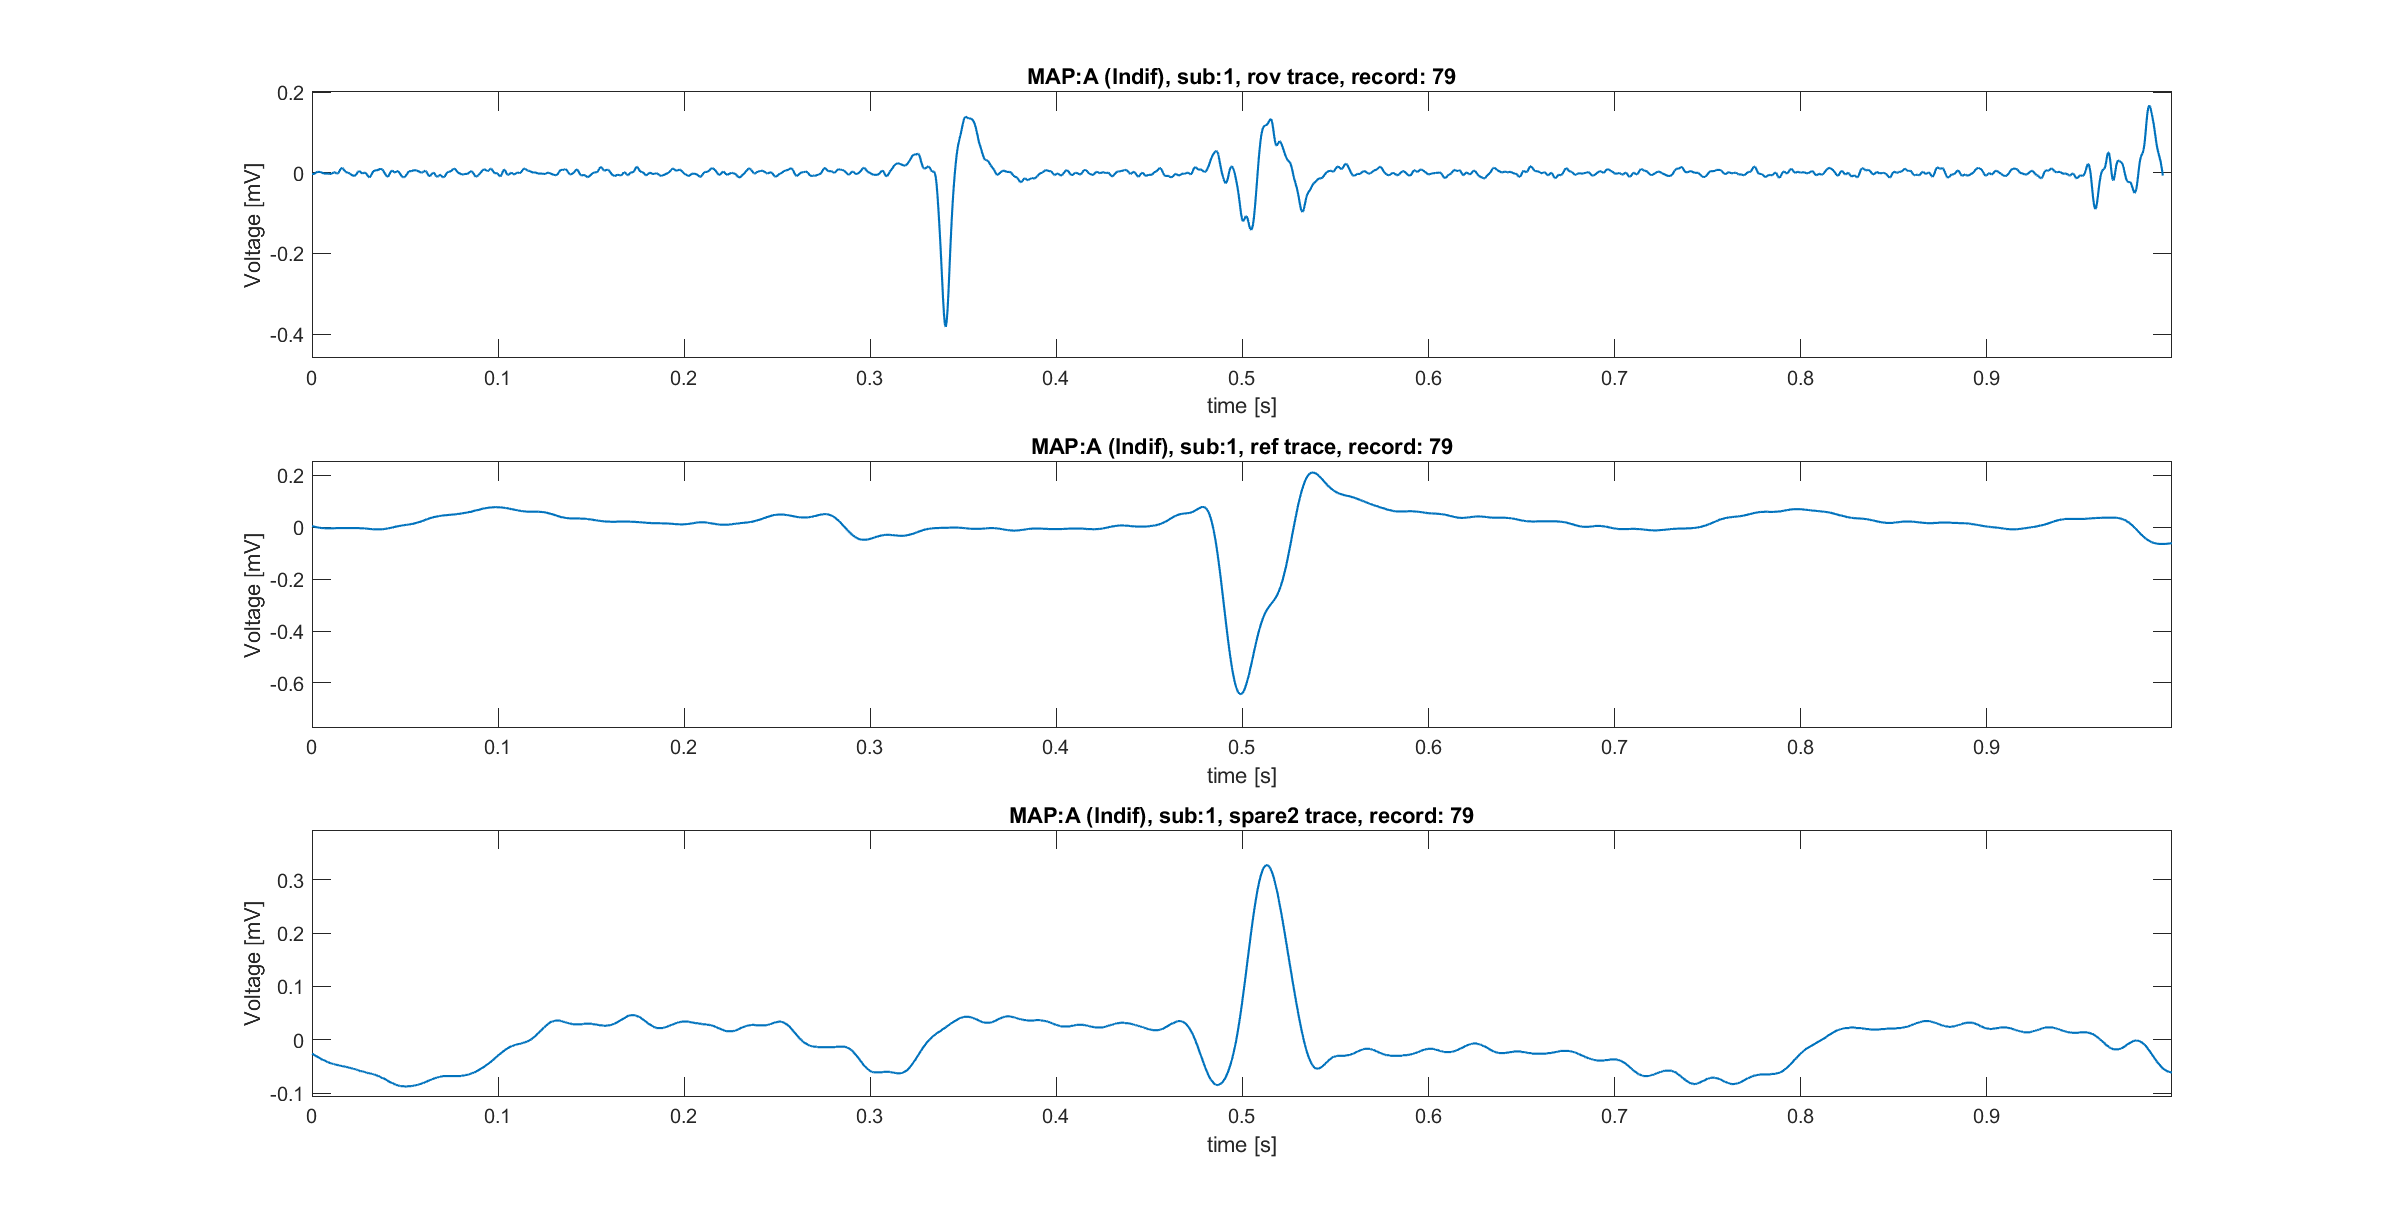 MAP:A (Indif), sub:1, rov trace, record: 79
0.2
0
-0.2
-0.4
Voltage [mV]
0 0.1 0.2 0.3 0.4 0.5 0.6 0.7 0.8 0.9
time [s]
MAP:A (Indif), sub:1, ref trace, record: 79
0.2
0
-0.2
-0.4
-0.6
Voltage [mV]
0 0.1 0.2 0.3 0.4 0.5 0.6 0.7 0.8 0.9
time [s]
MAP:A (Indif), sub:1, spare2 trace, record: 79
0.3
0.2
0.1
0
-0.1
Voltage [mV]
0 0.1 0.2 0.3 0.4 0.5 0.6 0.7 0.8 0.9
time [s]